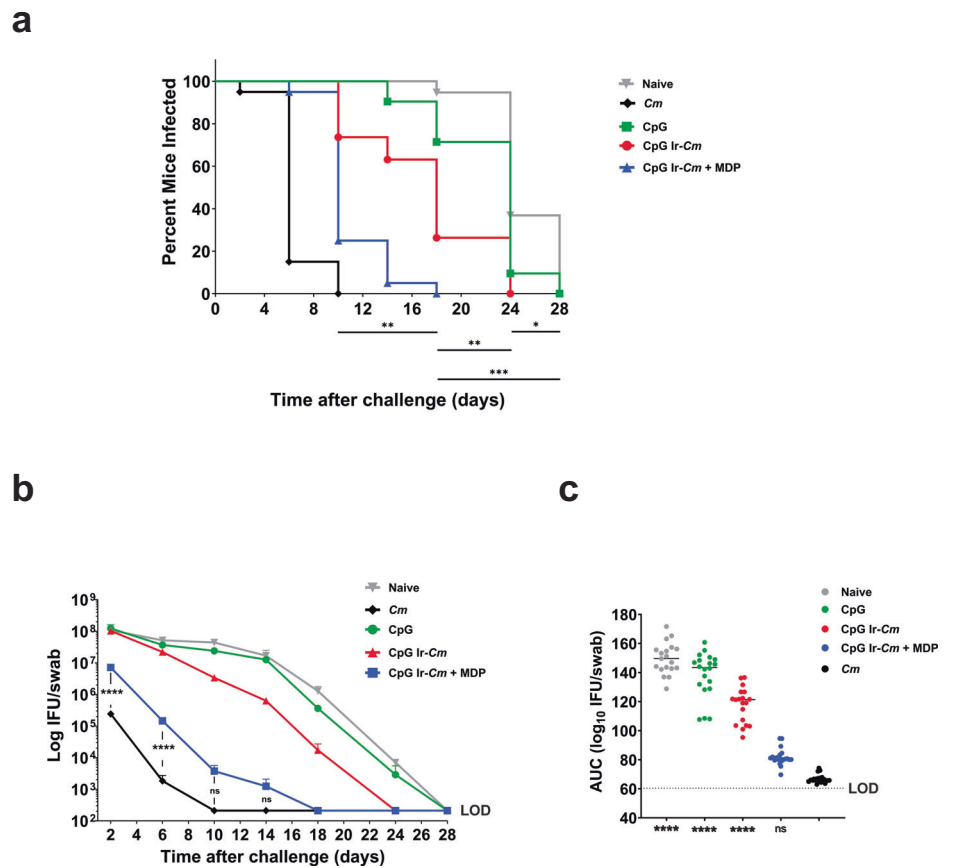 a
100
80
60
40
20
0
Percent Mice Infected
0 4 8 12 16 20 24 28
** *
**
***
Time after challenge (days)
Naive
Cm
CpG
CpG Ir-Cm
CpG Ir-Cm + MDP
b
10⁹
10⁸
10⁷
10⁶
10⁵
10⁴
10³
10²
Log IFU/swab
****
****
ns
ns
LOD
2 4 6 8 10 12 14 16 18 20 22 24 26 28
Time after challenge (days)
Naive
Cm
CpG
CpG Ir-Cm
CpG Ir-Cm + MDP
c
Naive
CpG
CpG Ir-Cm
CpG Ir-Cm + MDP
Cm
180
160
140
120
100
80
60
40
AUC (log₁₀ IFU/swab)
LOD
**** **** **** ns